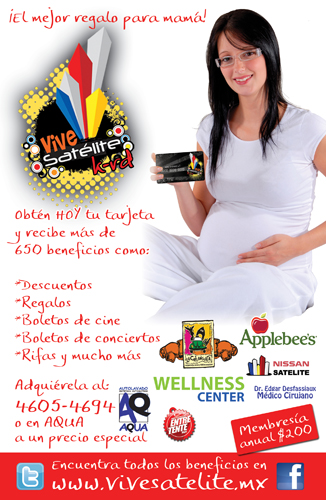 ¡El mejor regalo para mamá!
Vive
Satélite
k-rd
Obtén HOY tu tarjeta
y recibe más de
650 beneficios como:
*Descuentos
*Regalos
*Boletos de cine
*Boletos de conciertos
*Rifas y mucho más
Adquiérela al:
4605-4694
o en AQUA
a un precio especial
AQUA
Applebee's
NISSAN
SATELITE
WELLNESS
CENTER
Dr. Edgar Desfassiaux
Médico Cirujano
ENTRE
TENTE
Membresía
anual $200
Encuentra todos los beneficios en
www.vivesatelite.mx